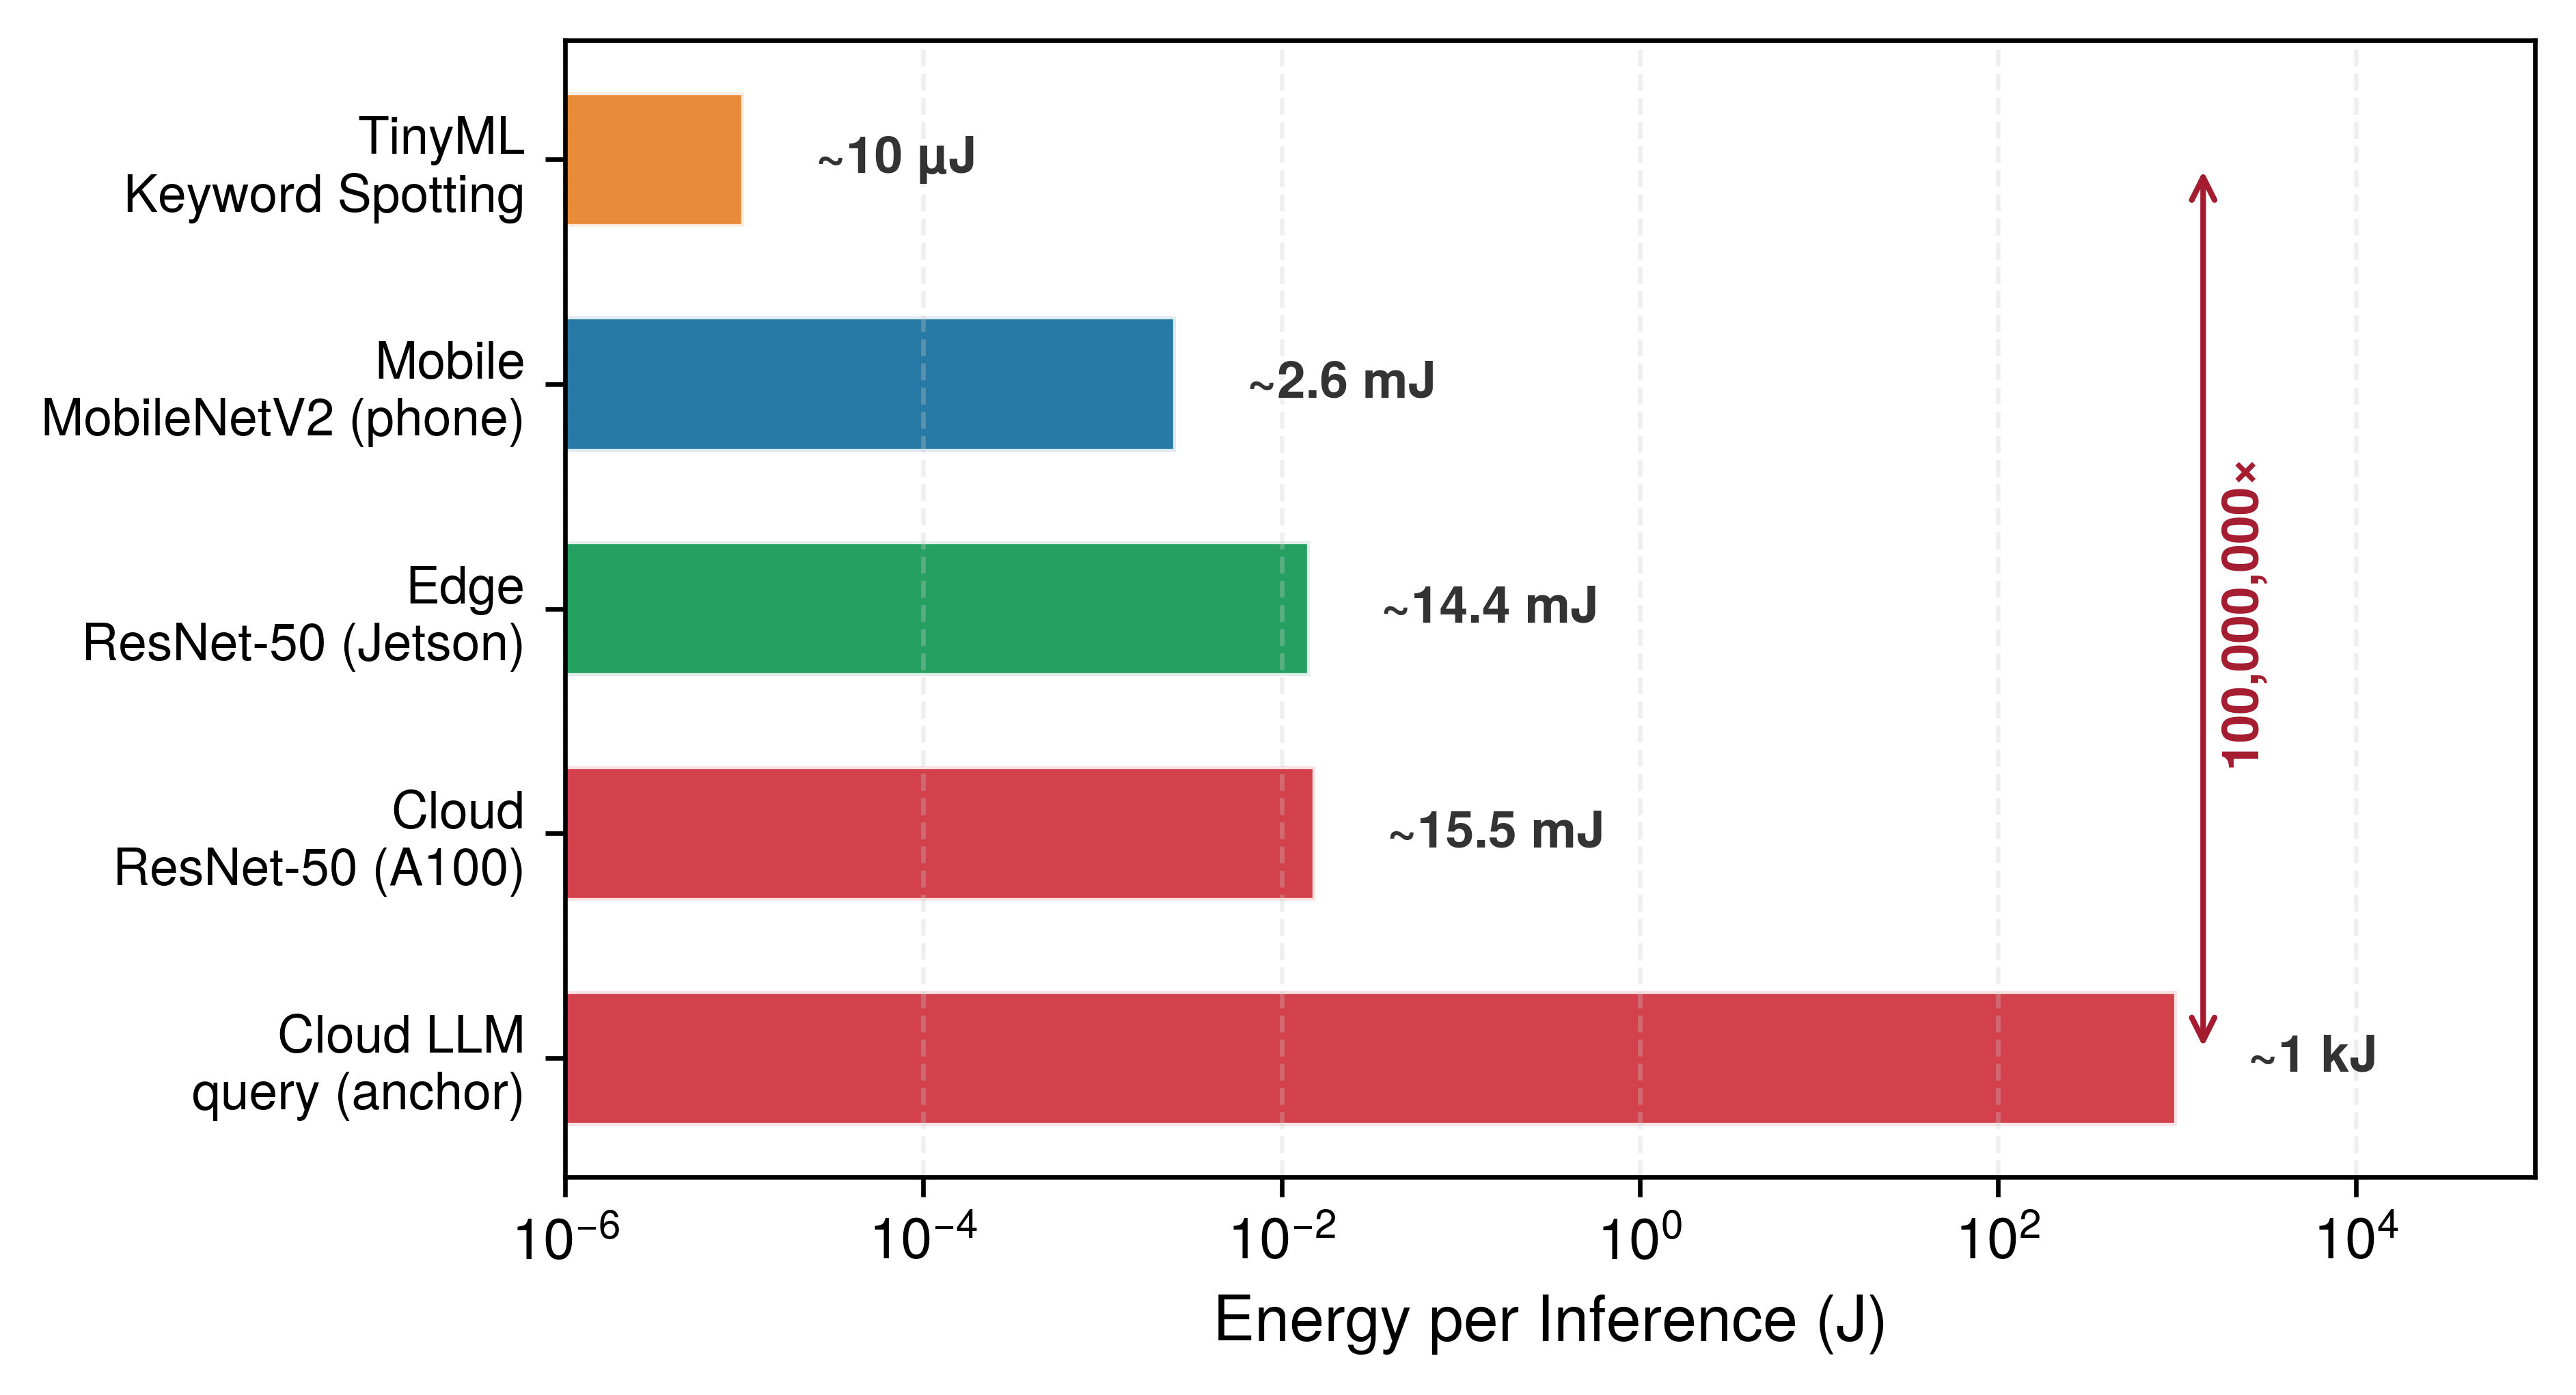 TinyML
Keyword Spotting
~10 µJ
Mobile
MobileNetV2 (phone)
~2.6 mJ
Edge
ResNet-50 (Jetson)
~14.4 mJ
Cloud
ResNet-50 (A100)
~15.5 mJ
Cloud LLM
query (anchor)
~1 kJ
100,000,000×
10⁻⁶
10⁻⁴
10⁻²
10⁰
10²
10⁴
Energy per Inference (J)